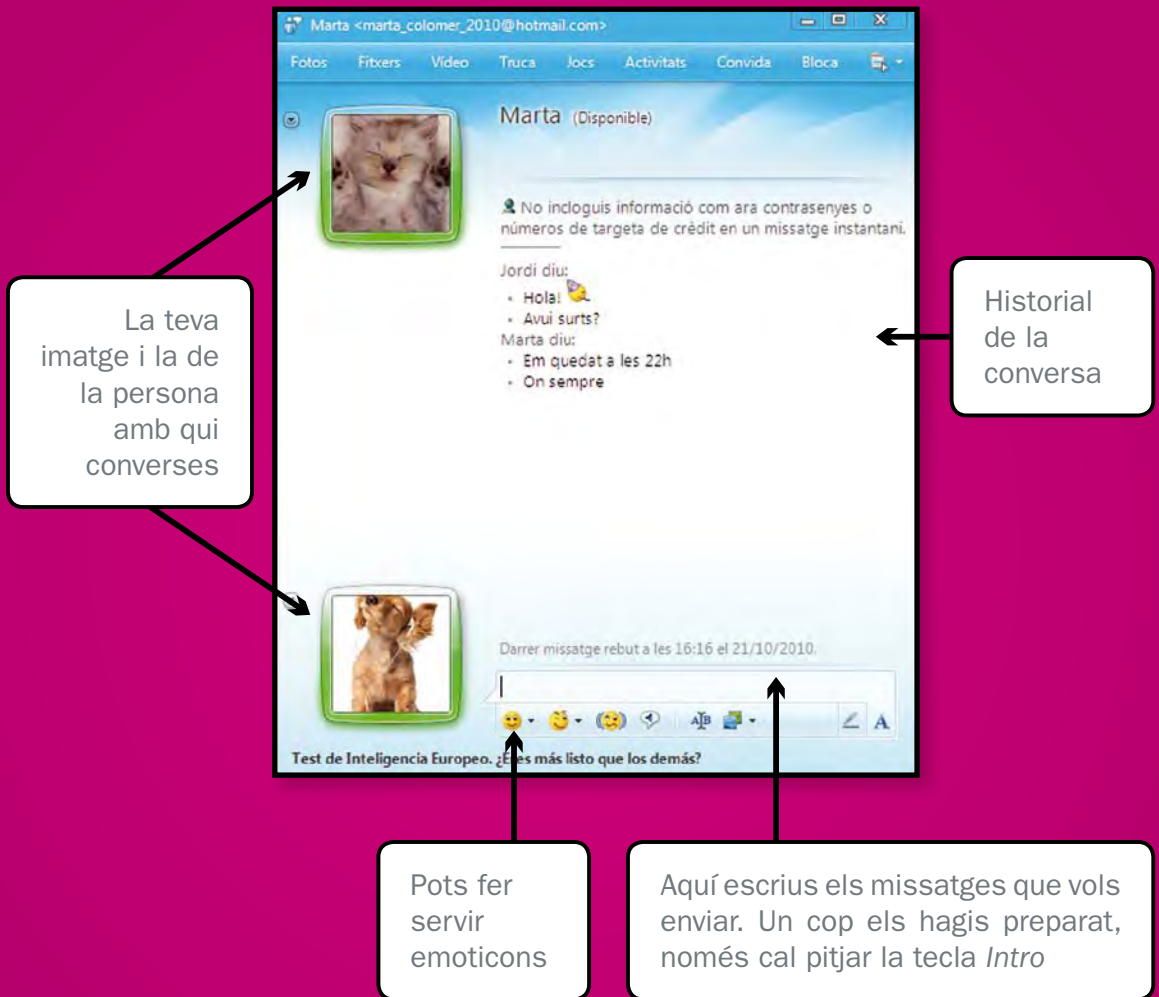 Marta <marta_colomer_2010@hotmail.com>
Fotos Fitxers Vídeo Truca Jocs Activitats Convida Bloca
Marta (Disponible)
No incloguis informació com ara contrasenyes o
números de targeta de crèdit en un missatge instantani.
Jordi diu:
Hola!
Avui surts?
Marta diu:
Em quedat a les 22h
On sempre
La teva
imatge i la de
la persona
amb qui
converses
Historial
de la
conversa
Darrer missatge rebut a les 16:16 el 21/10/2010.
Test de Inteligencia Europeo. ¿Eres más listo que los demás?
Pots fer
servir
emoticons
Aquí escrius els missatges que vols
enviar. Un cop els hagis preparat,
només cal pitjar la tecla Intro